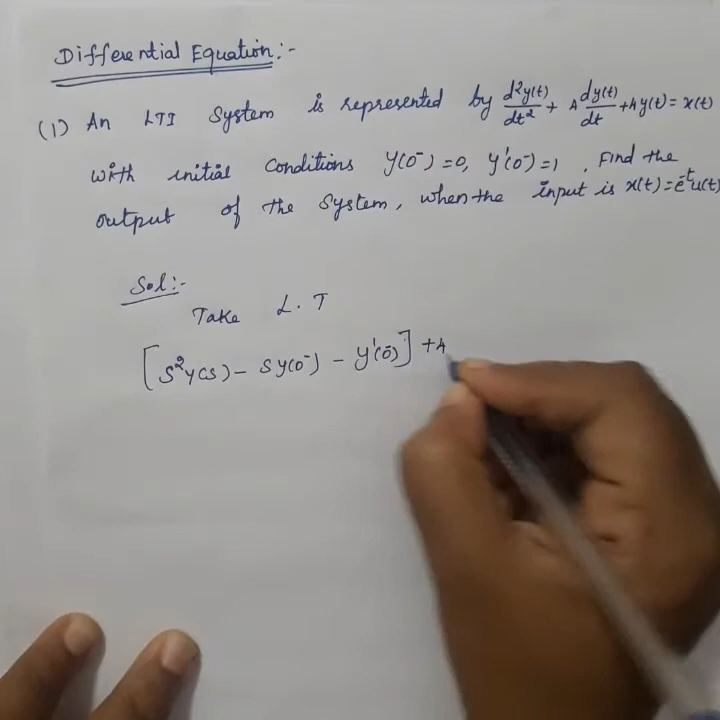 Differential Equation:-
(1) An LTI System is represented by d²y(t)/dt² + 4 dy(t)/dt + 4y(t) = x(t)
with initial conditions y(0⁻)=0, y'(0⁻)=1. Find the
output of the system, when the input is x(t)=e⁻ᵗu(t)
Sol:-
Take L.T
[S²Y(S) - Sy(0⁻) - y'(0⁻)] + 4